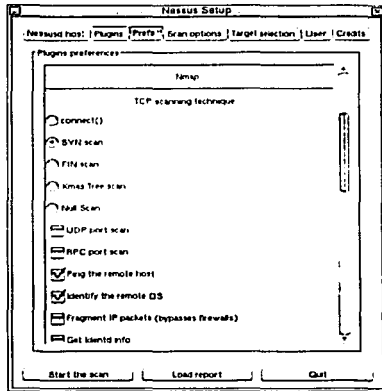 Nessus Setup
Nessusd host Plugins Prefs. Scan options Target selection User Credits
Plugins preferences
Nmap
TCP scanning technique
connect()
SYN scan
FIN scan
Xmas Tree scan
Null Scan
UDP port scan
RPC port scan
Ping the remote host
Identify the remote OS
Fragment IP packets (bypasses firewalls)
Get Identd info
Start the scan Load report Quit